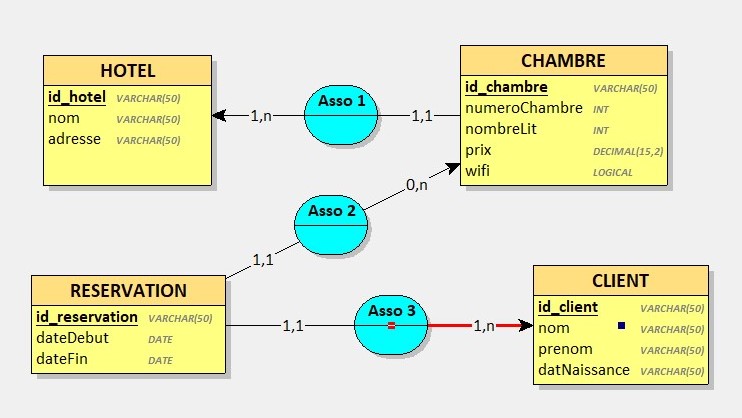 HOTEL
id_hotel VARCHAR(50)
nom VARCHAR(50)
adresse VARCHAR(50)
1,n
Asso 1
1,1
CHAMBRE
id_chambre VARCHAR(50)
numeroChambre INT
nombreLit INT
prix DECIMAL(15,2)
wifi LOGICAL
0,n
Asso 2
1,1
RESERVATION
id_reservation VARCHAR(50)
dateDebut DATE
dateFin DATE
1,1
Asso 3
1,n
CLIENT
id_client VARCHAR(50)
nom VARCHAR(50)
prenom VARCHAR(50)
datNaissance VARCHAR(50)